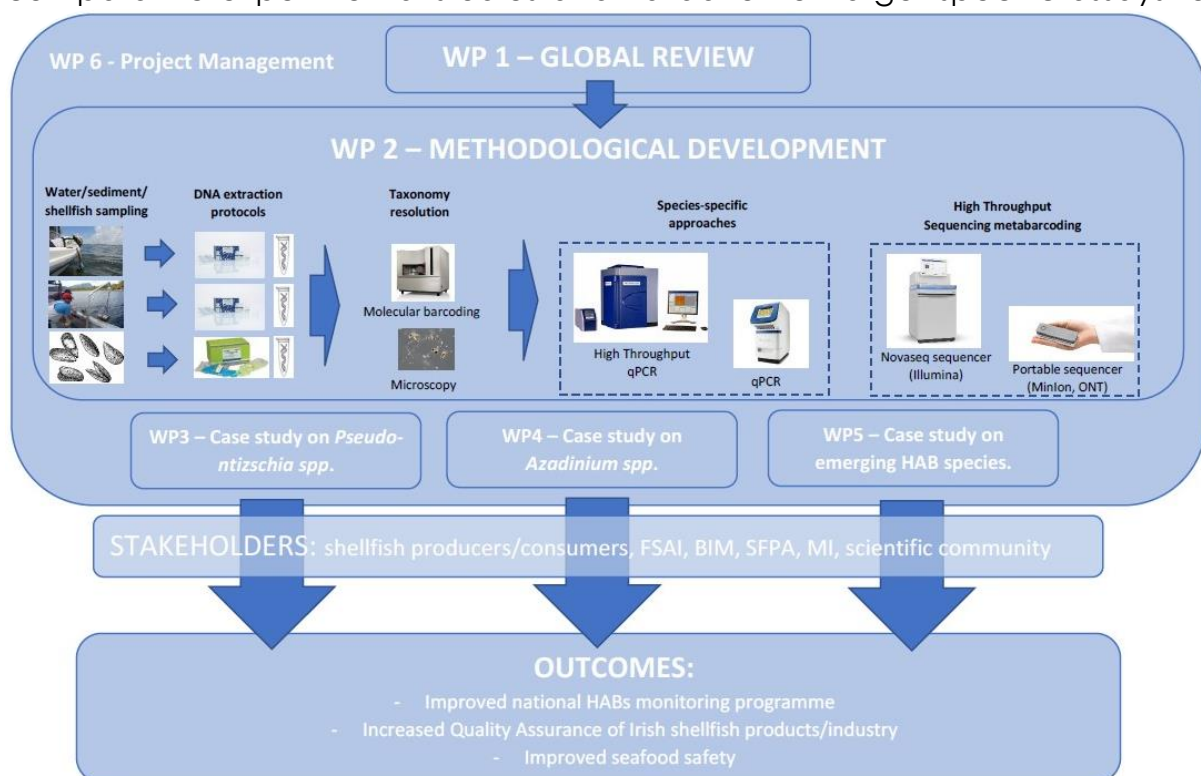 WP 6 - Project Management
WP 1 – GLOBAL REVIEW
WP 2 – METHODOLOGICAL DEVELOPMENT
Water/sediment/
shellfish sampling
DNA extraction
protocols
Taxonomy
resolution
Molecular barcoding
Microscopy
Species-specific
approaches
High Throughput
qPCR
qPCR
High Throughput
Sequencing metabarcoding
Novaseq sequencer
(Illumina)
Portable sequencer
(MinIon, ONT)
WP3 – Case study on Pseudo-
ntizschia spp.
WP4 – Case study on
Azadinium spp.
WP5 – Case study on
emerging HAB species.
STAKEHOLDERS: shellfish producers/consumers, FSAI, BIM, SFPA, MI, scientific community
OUTCOMES:
- Improved national HABs monitoring programme
- Increased Quality Assurance of Irish shellfish products/industry
- Improved seafood safety